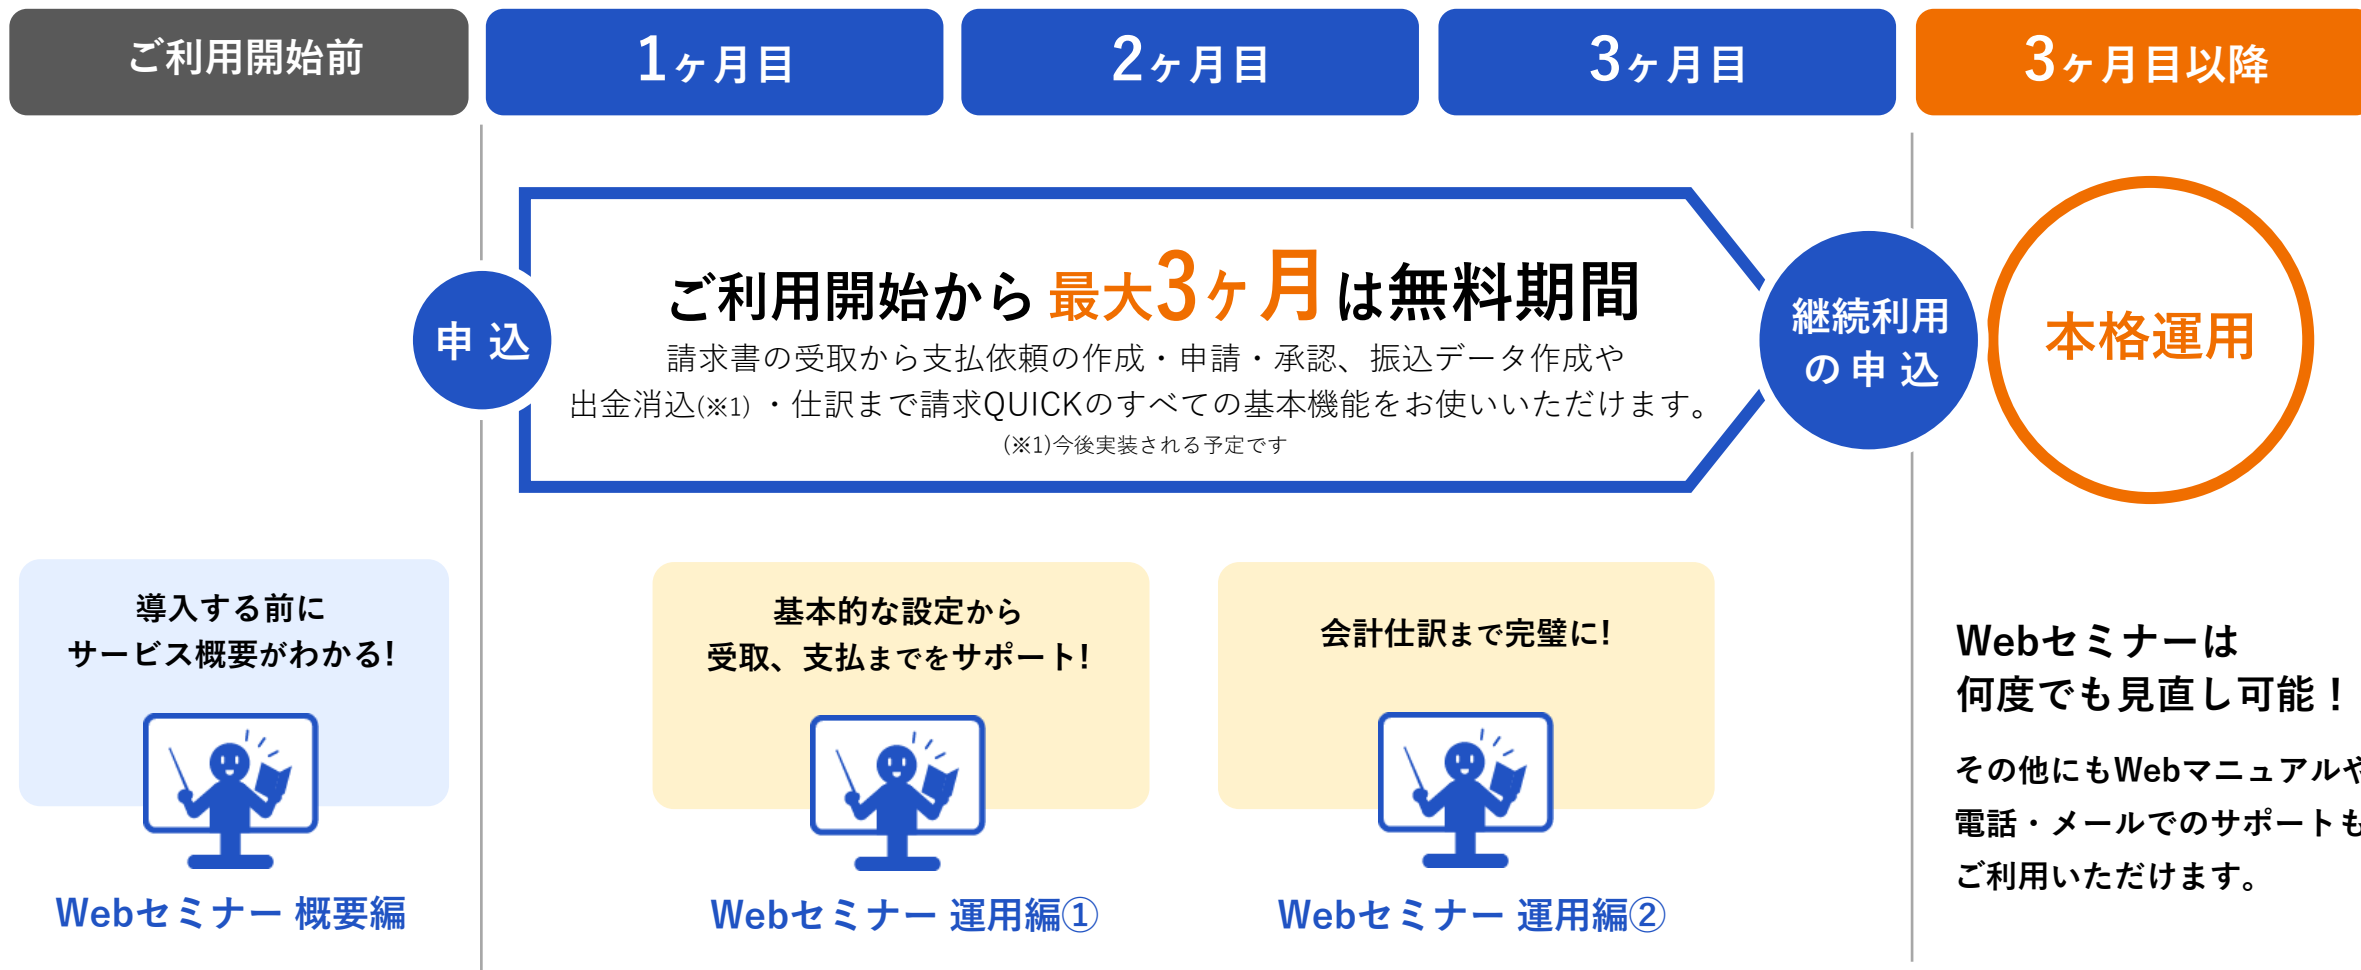 ご利用開始前
1ヶ月目
2ヶ月目
3ヶ月目
3ヶ月目以降
申 込
ご利用開始から 最大3ヶ月は無料期間
請求書の受取から支払依頼の作成・申請・承認、振込データ作成や
出金消込(※1) ・仕訳まで請求QUICKのすべての基本機能をお使いいただけます。
(※1)今後実装される予定です
継続利用
の 申 込
本格運用
導入する前に
サービス概要がわかる!
Webセミナー 概要編
基本的な設定から
受取、支払までをサポート!
Webセミナー 運用編①
会計仕訳まで完璧に!
Webセミナー 運用編②
Webセミナーは
何度でも見直し可能！
その他にもWebマニュアルや
電話・メールでのサポートも
ご利用いただけます。